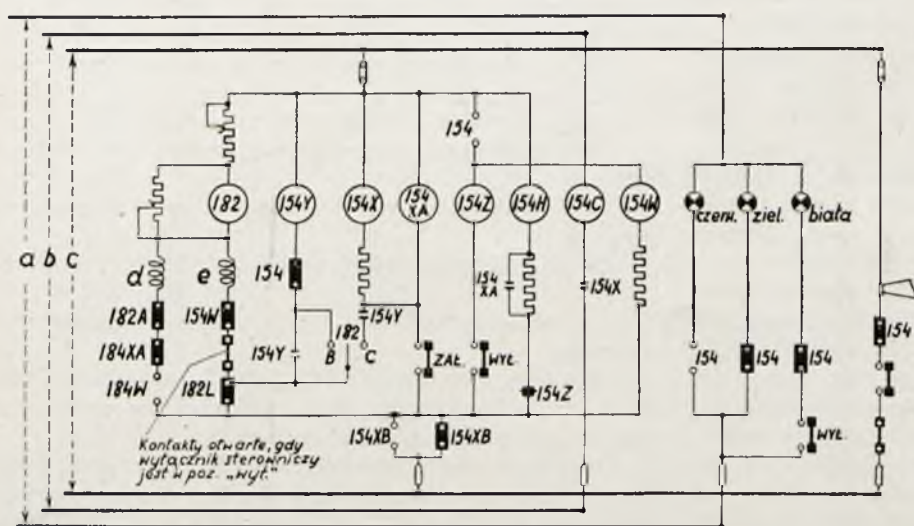 154
182
154Y
154X
154 XA
154Z
154H
154C
154W
czerw.
ziel.
biała
a b c
d
e
154
154 XA
154X
182A
154W
182
154Y
154
184XA
154Y
B
C
ZAŁ.
WYŁ
154
154
154
184W
182L
154Z
WYŁ.
154XB
154XB
Kontakty otwarte, gdy
wyłącznik sterowniczy
jest w poz. „wył."